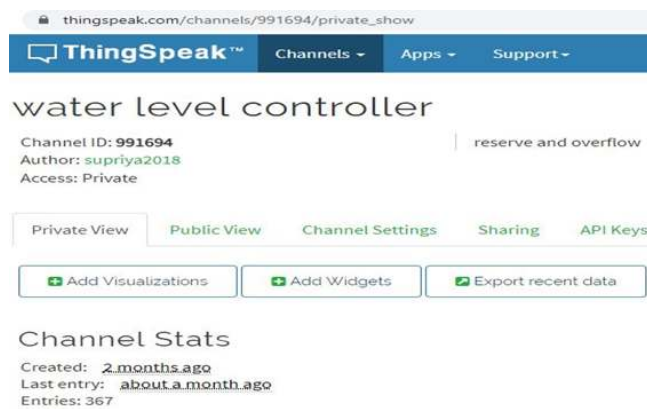 thingspeak.com/channels/991694/private_show
ThingSpeak™ Channels Apps Support
water level controller
Channel ID: 991694 reserve and overflow
Author: supriya2018
Access: Private
Private View Public View Channel Settings Sharing API Keys
Add Visualizations Add Widgets Export recent data
Channel Stats
Created: 2 months ago
Last entry: about a month ago
Entries: 367